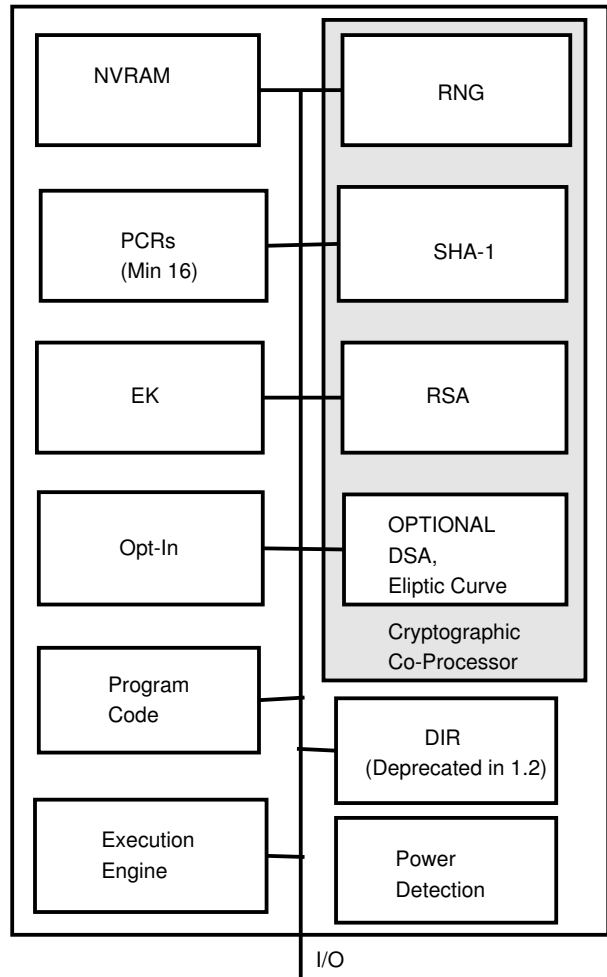 NVRAM
RNG
PCRs
(Min 16)
SHA-1
EK
RSA
Opt-In
OPTIONAL
DSA,
Eliptic Curve
Cryptographic
Co-Processor
Program
Code
DIR
(Deprecated in 1.2)
Execution
Engine
Power
Detection
I/O